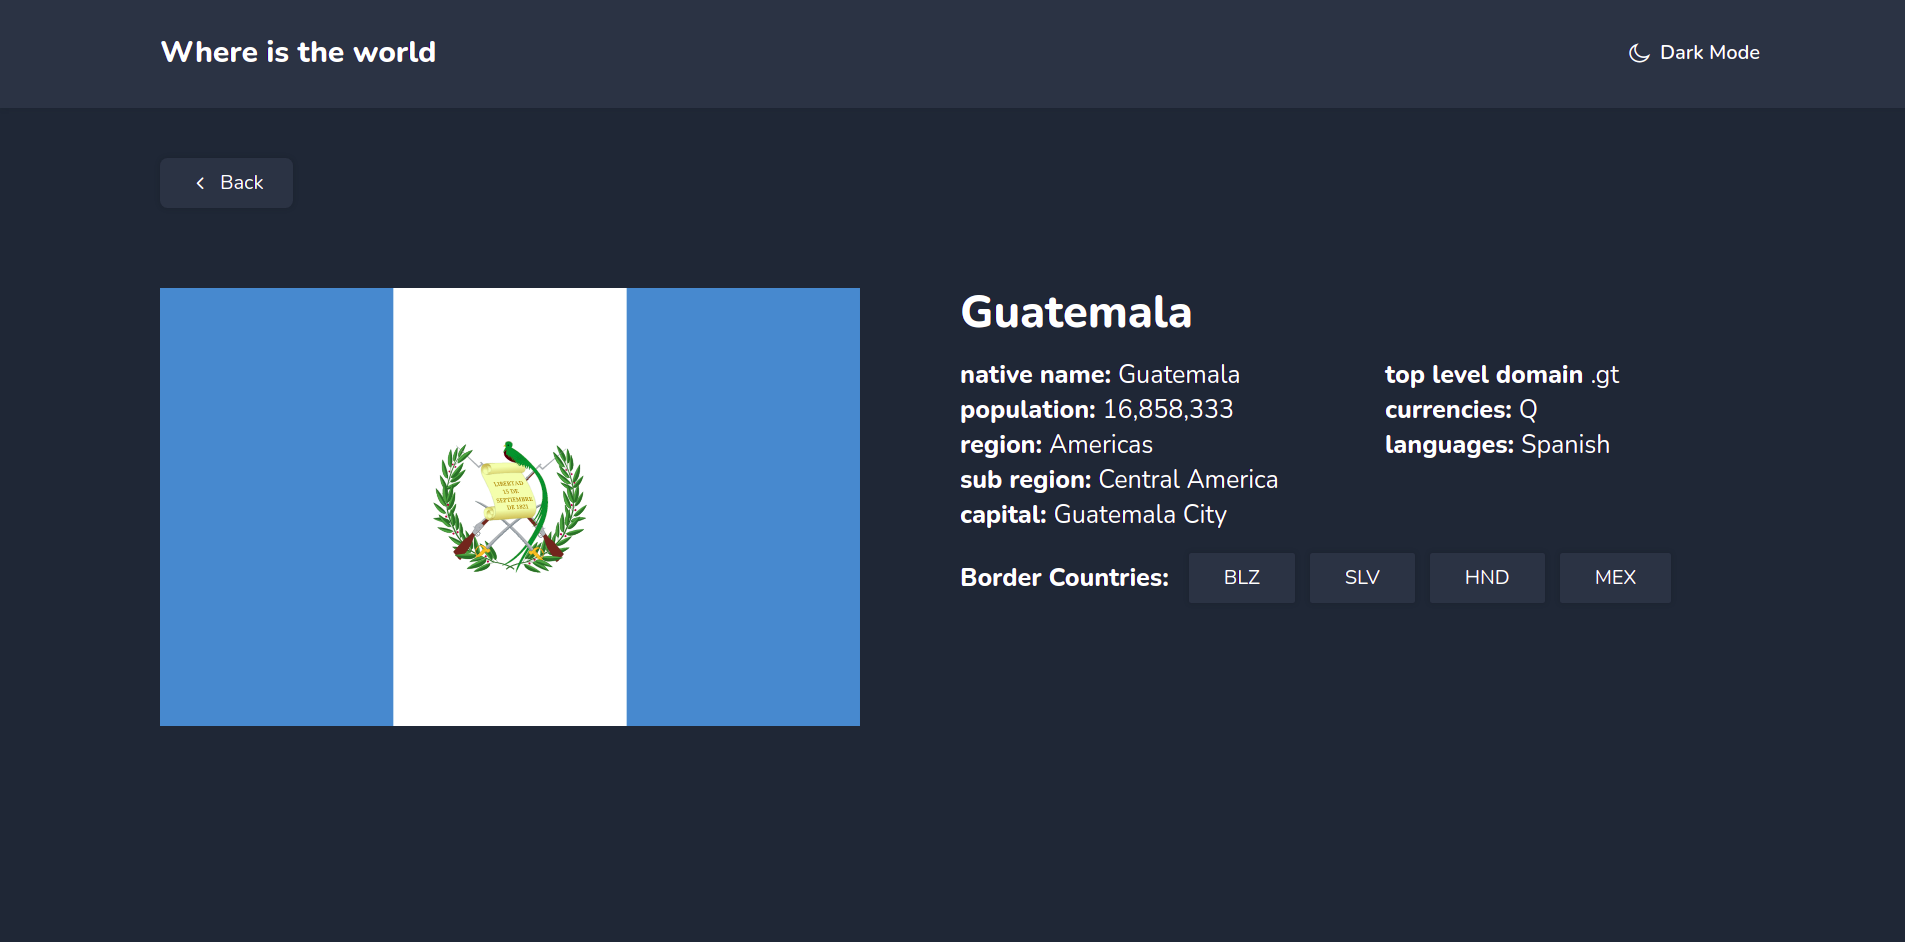 Where is the world
Dark Mode
Back
LIBERTAD
15 DE
SEPTIEMBRE
DE 1821
Guatemala
native name: Guatemala
population: 16,858,333
region: Americas
sub region: Central America
capital: Guatemala City
top level domain .gt
currencies: Q
languages: Spanish
Border Countries: BLZ SLV HND MEX